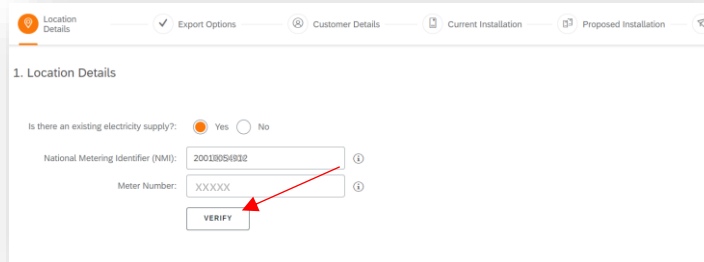 Location Details
Export Options
Customer Details
Current Installation
Proposed Installation
1. Location Details
Is there an existing electricity supply?: Yes No
National Metering Identifier (NMI):
Meter Number: XXXXX
VERIFY